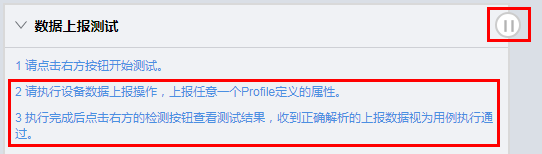 数据上报测试
1 请点击右方按钮开始测试。
2 请执行设备数据上报操作，上报任意一个Profile定义的属性。
3 执行完成后点击右方的检测按钮查看测试结果，收到正确解析的上报数据视为用例执行通
过。